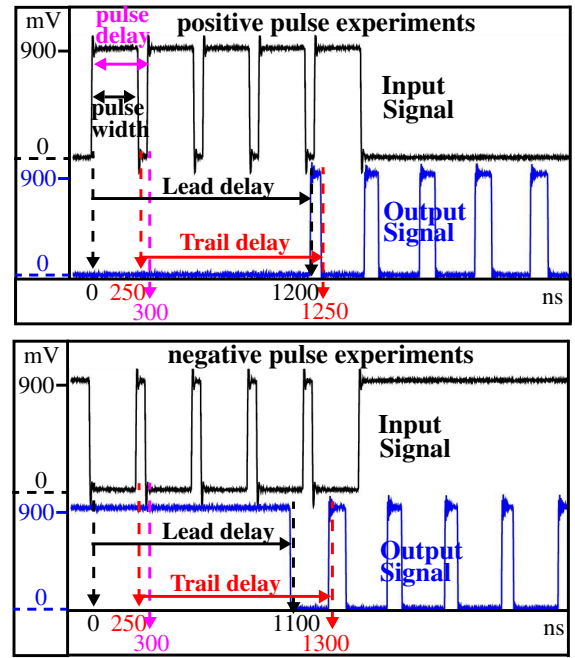 mV
positive pulse experiments
pulse
delay
900
Input
Signal
pulse
width
0
900
Lead delay
Output
Signal
Trail delay
0
0
250
300
1200
1250
ns
mV
negative pulse experiments
900
Input
Signal
0
900
Lead delay
Output
Signal
Trail delay
0
0
250
300
1100
1300
ns